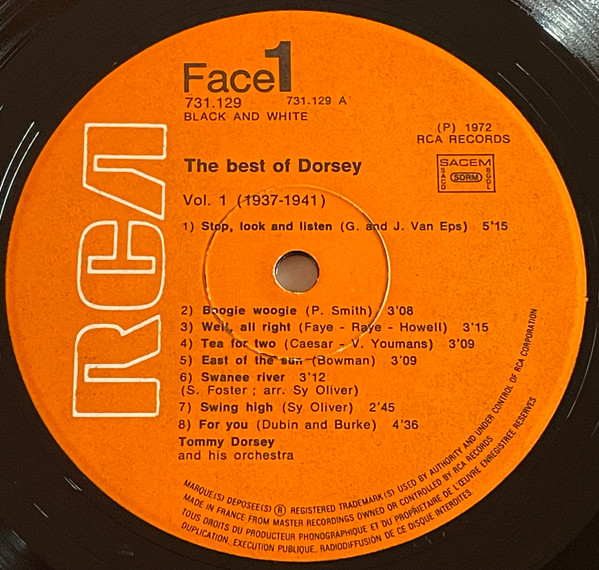 Face 1
731.129 731.129 A
BLACK AND WHITE
(P) 1972
RCA RECORDS
SACEM
SACD SDRM BGDL
RCA
The best of Dorsey
Vol. 1 (1937-1941)
1) Stop, look and listen (G. and J. Van Eps) 5'15
2) Boogie woogie (P. Smith) 3'08
3) Well, all right (Faye - Raye - Howell) 3'15
4) Tea for two (Caesar - V. Youmans) 3'09
5) East of the sun (Bowman) 3'09
6) Swanee river 3'12
(S. Foster ; arr. Sy Oliver)
7) Swing high (Sy Oliver) 2'45
8) For you (Dubin and Burke) 4'36
Tommy Dorsey
and his orchestra
MARQUE(S) DEPOSEE(S) ® REGISTERED TRADEMARK(S) USED BY AUTHORITY AND UNDER CONTROL OF RCA CORPORATION
MADE IN FRANCE FROM MASTER RECORDINGS OWNED OR CONTROLLED BY RCA RECORDS
TOUS DROITS DU PRODUCTEUR PHONOGRAPHIQUE ET DU PROPRIETAIRE DE L'ŒUVRE ENREGISTREE RESERVES
DUPLICATION, EXECUTION PUBLIQUE, RADIODIFFUSION DE CE DISQUE INTERDITES.